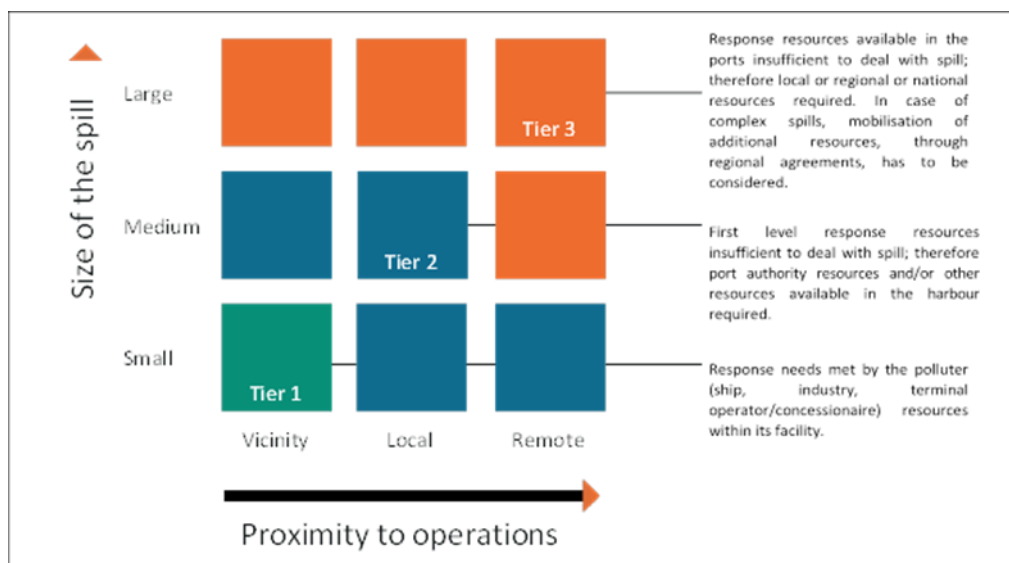 Size of the spill
Large
Medium
Small
Tier 3
Tier 2
Tier 1
Vicinity
Local
Remote
Proximity to operations
Response resources available in the
ports insufficient to deal with spill;
therefore local or regional or national
resources required. In case of
complex spills, mobilisation of
additional resources, through
regional agreements, has to be
considered.
First level response resources
insufficient to deal with spill; therefore
port authority resources and/or other
resources available in the harbour
required.
Response needs met by the polluter
(ship, industry, terminal
operator/concessionaire) resources
within its facility.